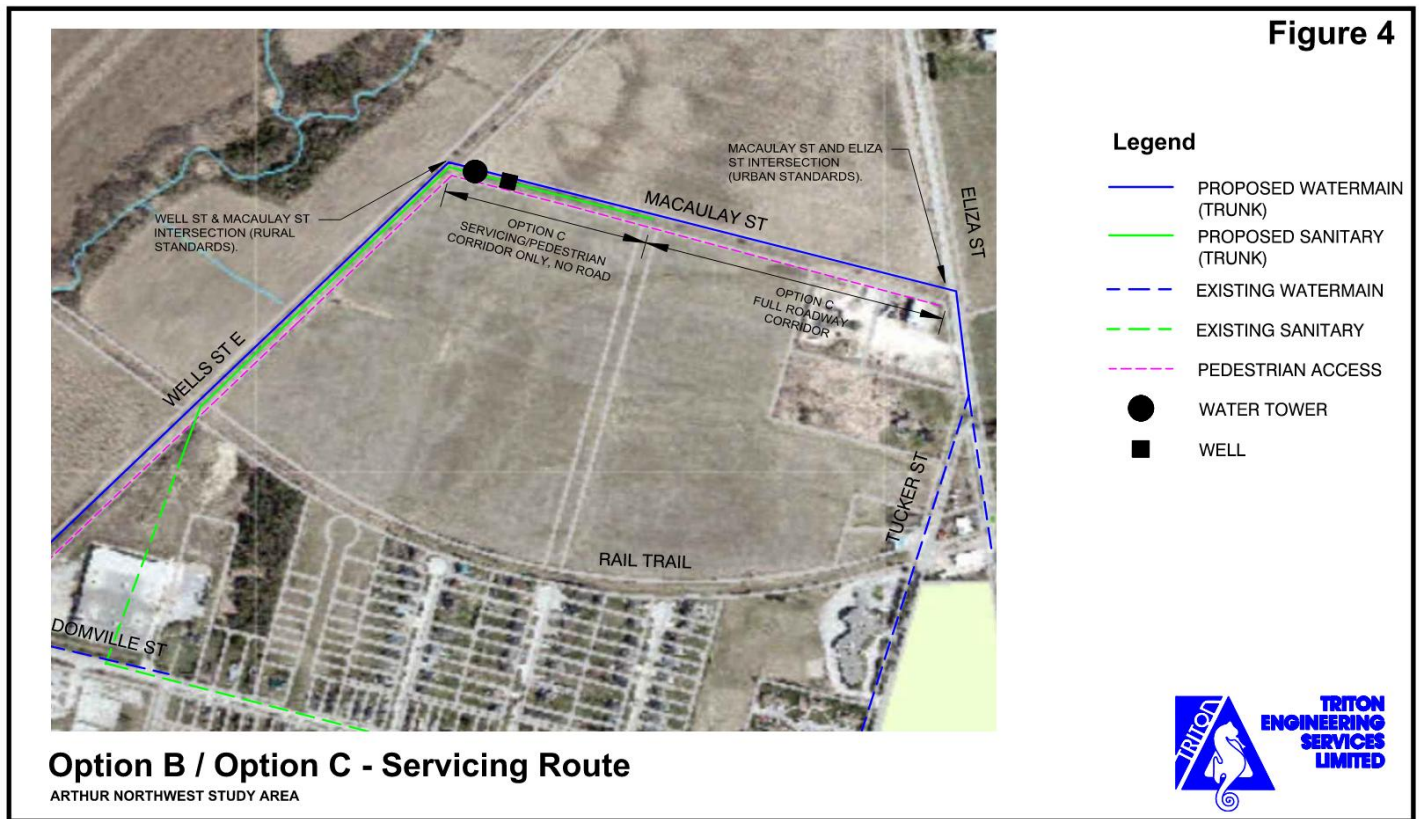 Figure 4
MACAULAY ST AND ELIZA
ST INTERSECTION
(URBAN STANDARDS).
WELL ST & MACAULAY ST
INTERSECTION (RURAL
STANDARDS).
MACAULAY ST
ELIZA ST
OPTION C
SERVICING/PEDESTRIAN
CORRIDOR ONLY, NO ROAD
OPTION C
FULL ROADWAY
CORRIDOR
WELLS ST E
TUCKER ST
RAIL TRAIL
DOMVILLE ST
Legend
PROPOSED WATERMAIN
(TRUNK)
PROPOSED SANITARY
(TRUNK)
EXISTING WATERMAIN
EXISTING SANITARY
PEDESTRIAN ACCESS
WATER TOWER
WELL
Option B / Option C - Servicing Route
ARTHUR NORTHWEST STUDY AREA
TRITON
TRITON
ENGINEERING
SERVICES
LIMITED